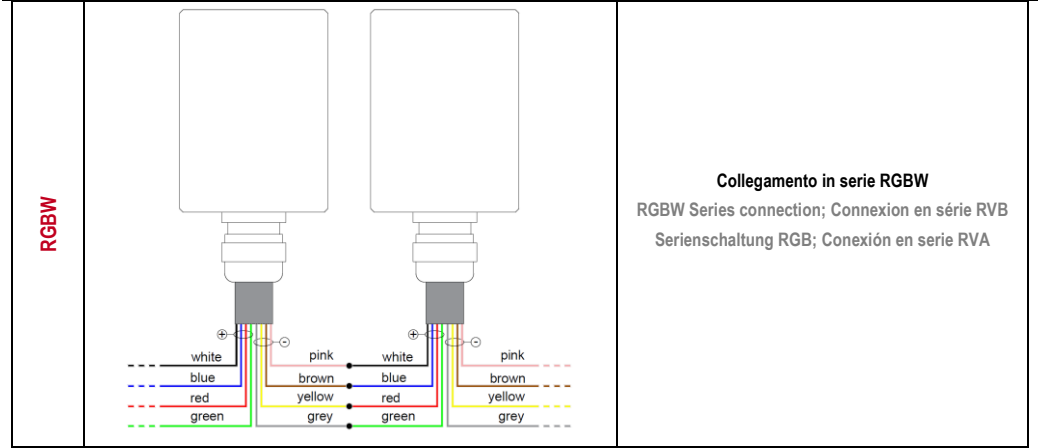 RGBW
⊕
⊖
⊕
⊖
white pink white pink
blue brown blue brown
red yellow red yellow
green grey green grey
Collegamento in serie RGBW
RGBW Series connection; Connexion en série RVB
Serienschaltung RGB; Conexión en serie RVA